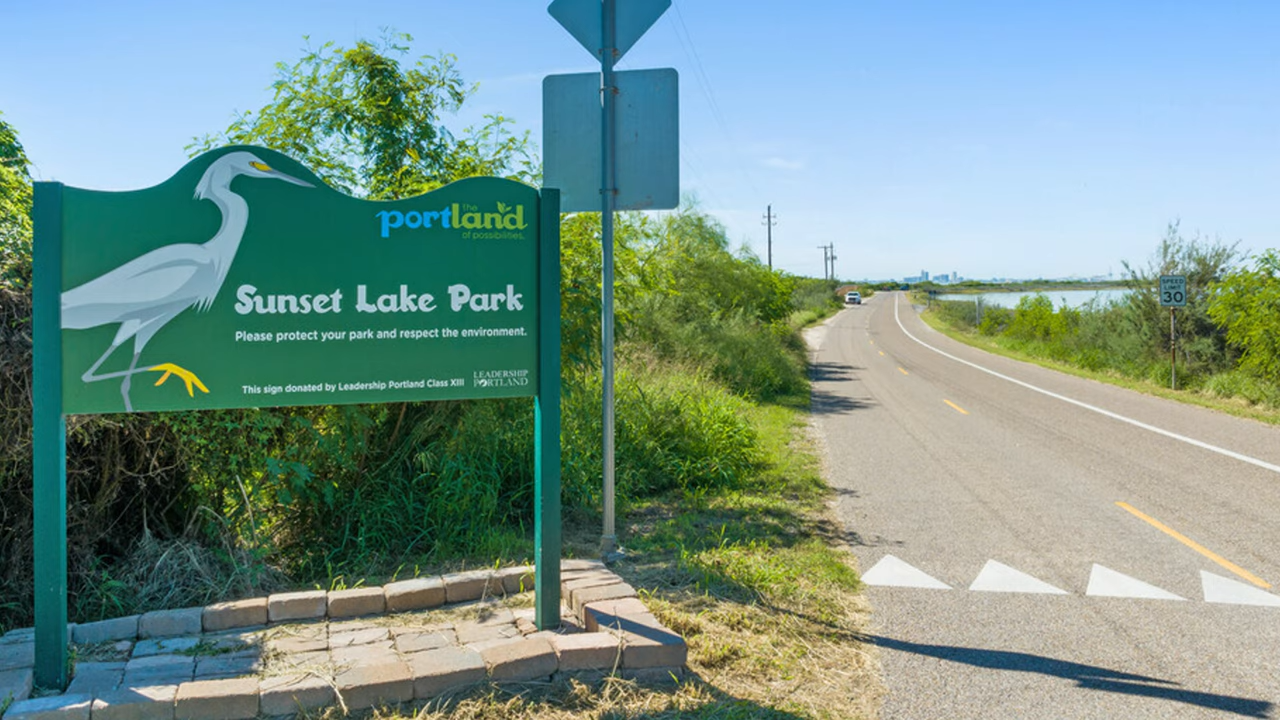 the
portland
of possibilities.
Sunset Lake Park
Please protect your park and respect the environment.
This sign donated by Leadership Portland Class XIII
LEADERSHIP
PORTLAND
SPEED
LIMIT
30